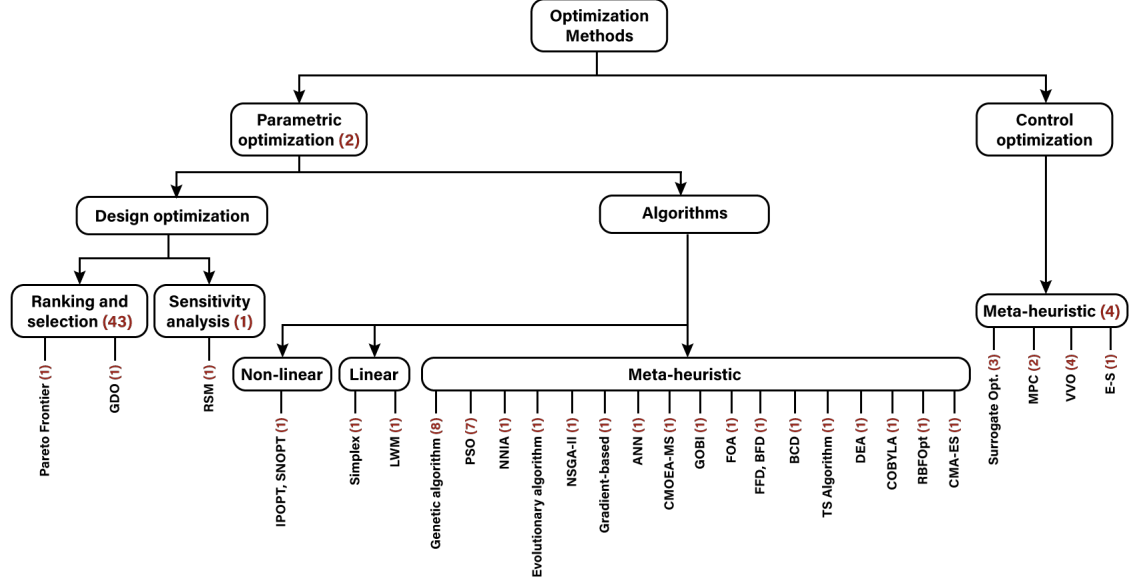 Optimization
Methods
Parametric
optimization (2)
Control
optimization
Design optimization
Algorithms
Ranking and
selection (43)
Sensitivity
analysis (1)
Meta-heuristic (4)
Non-linear
Linear
Meta-heuristic
Pareto Frontier (1)
GDO (1)
RSM (1)
IPOPT, SNOPT (1)
Simplex (1)
LWM (1)
Genetic algorithm (8)
PSO (7)
NNIA (1)
Evolutionary algorithm (1)
NSGA-II (1)
Gradient-based (1)
ANN (1)
CMOEA-MS (1)
GOBI (1)
FOA (1)
FFD, BFD (1)
BCD (1)
TS Algorithm (1)
DEA (1)
COBYLA (1)
RBFOpt (1)
CMA-ES (1)
Surrogate Opt. (3)
MPC (2)
VVO (4)
E-S (1)